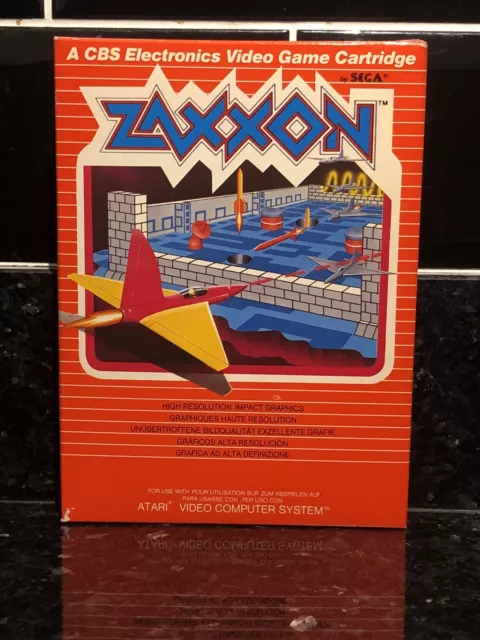 A CBS Electronics Video Game Cartridge
by SEGA®
ZAXXON™
HIGH RESOLUTION IMPACT GRAPHICS
GRAPHIQUES HAUTE RESOLUTION
UNÜBERTROFFENE BILDQUALITÄT EXZELLENTE GRAFIK
GRÁFICOS ALTA RESOLUCIÓN
GRAFICA AD ALTA DEFINIZIONE
FOR USE WITH POUR UTILISATION SUR ZUM ABSPIELEN AUF
PARA USARSE CON PER USO CON
ATARI® VIDEO COMPUTER SYSTEM™